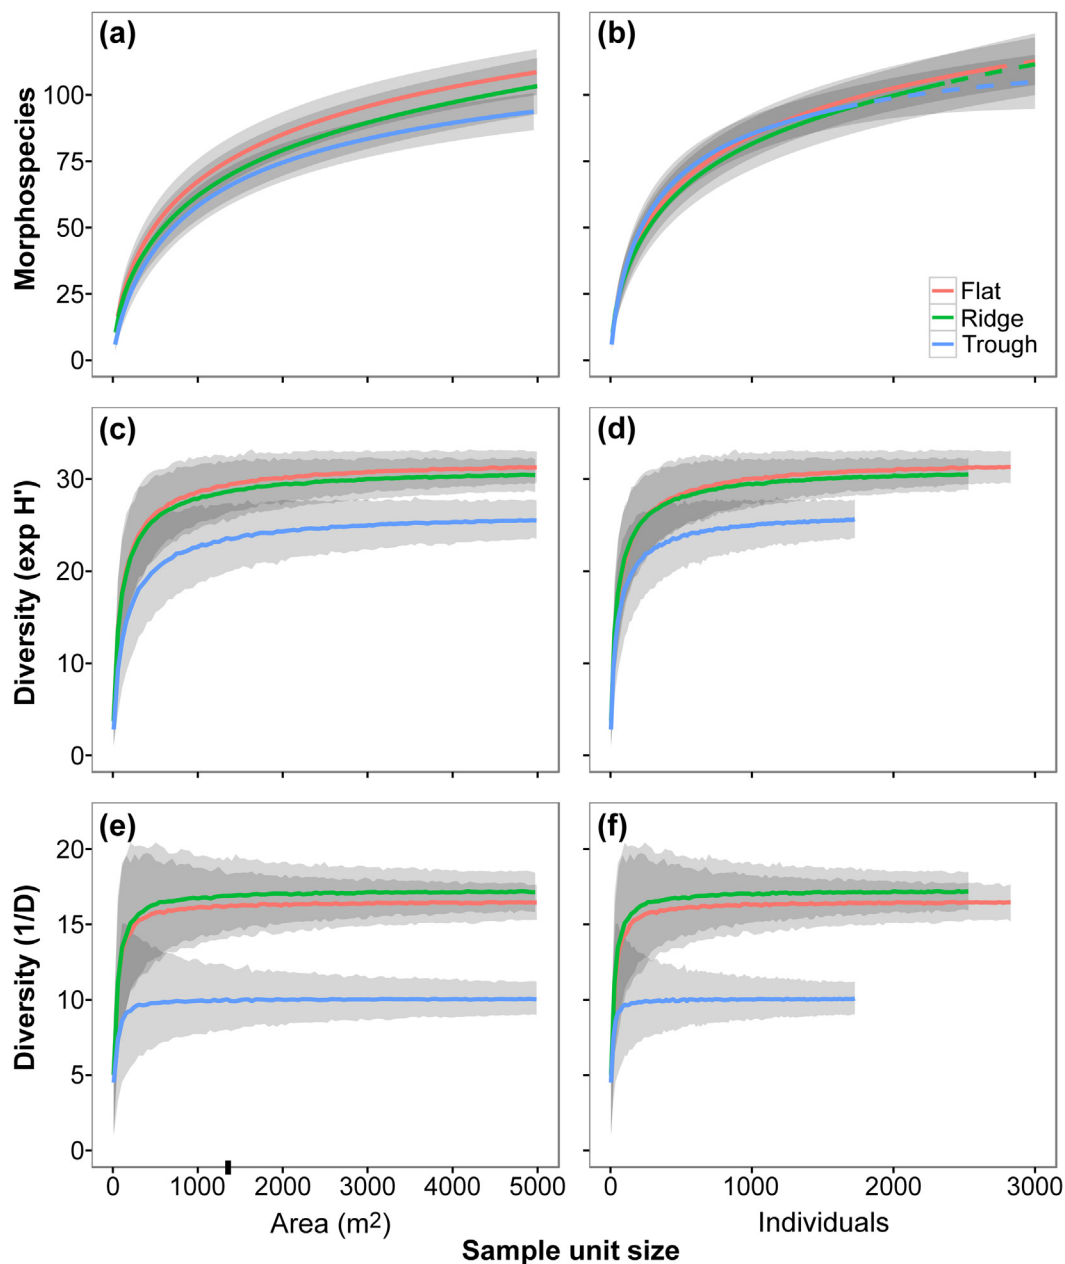 (a) (b)
Morphospecies
100
75
50
25
0
Flat
Ridge
Trough
(c) (d)
Diversity (exp H')
30
20
10
0
(e) (f)
Diversity (1/D)
20
15
10
5
0
0 1000 2000 3000 4000 5000 0 1000 2000 3000
Area (m2) Individuals
Sample unit size